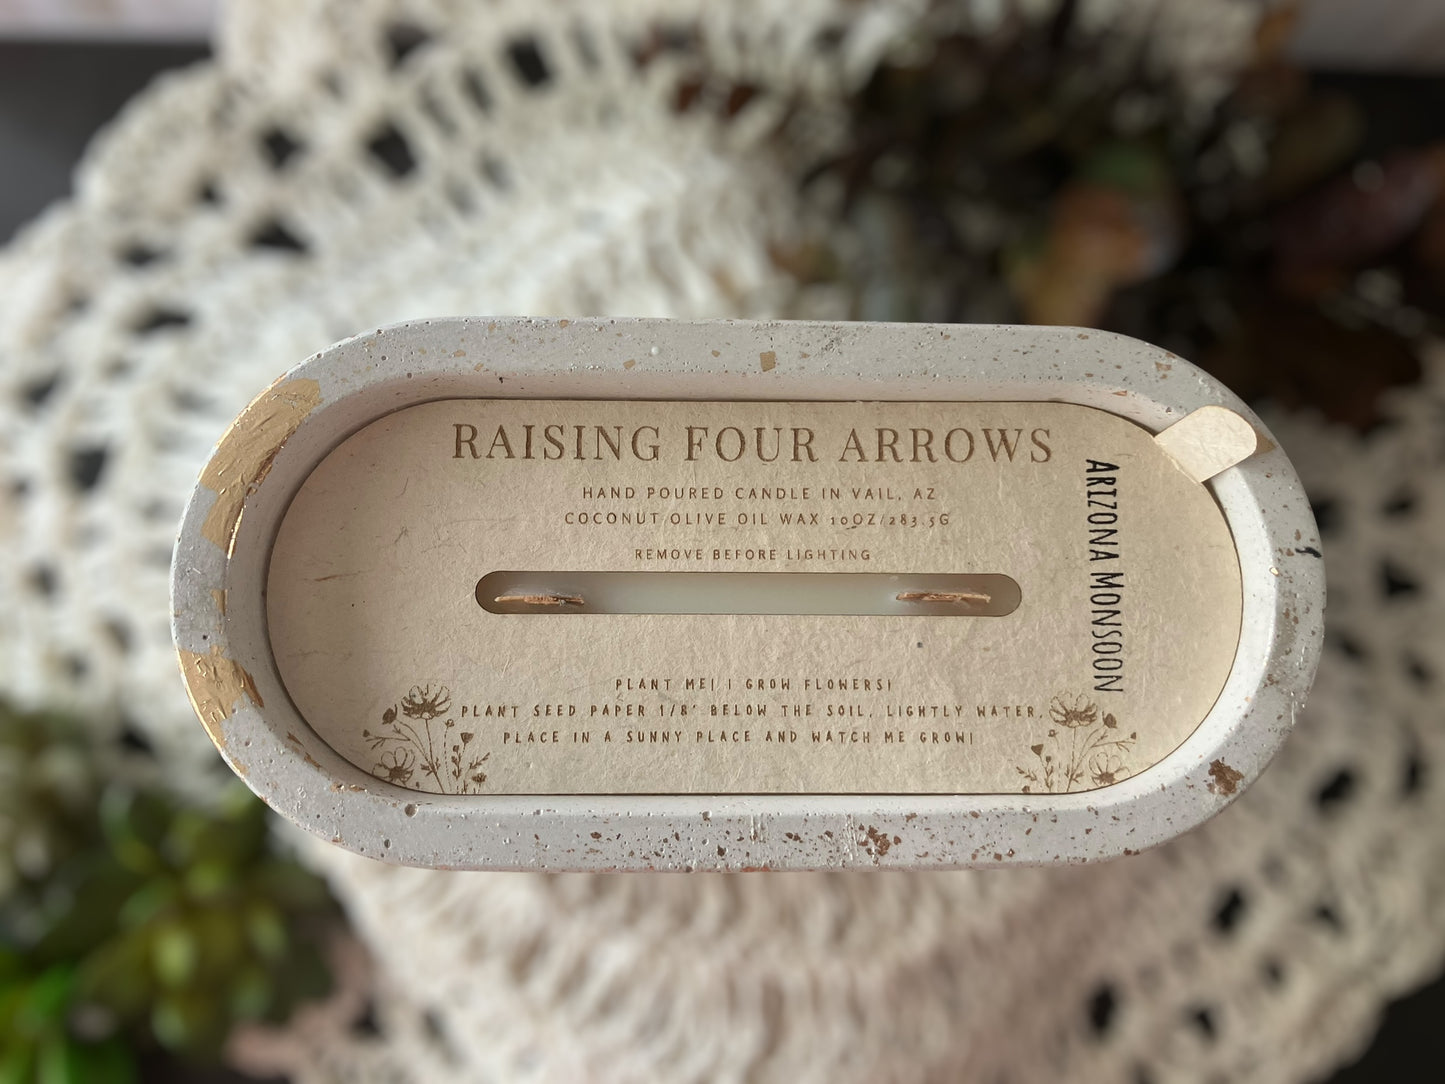 RAISING FOUR ARROWS
HAND POURED CANDLE IN VAIL, AZ
COCONUT OLIVE OIL WAX 10OZ/283.5G
REMOVE BEFORE LIGHTING
ARIZONA MONSOON
PLANT ME! I GROW FLOWERS!
PLANT SEED PAPER 1/8' BELOW THE SOIL, LIGHTLY WATER,
PLACE IN A SUNNY PLACE AND WATCH ME GROW!